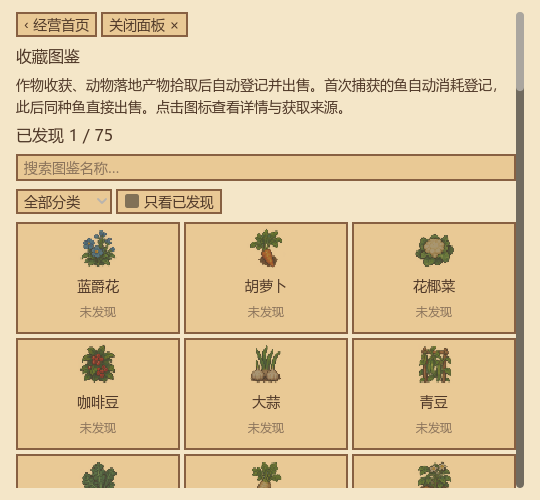 ‹ 经营首页 关闭面板 ×
收藏图鉴
作物收获、动物落地产物拾取后自动登记并出售。首次捕获的鱼自动消耗登记，
此后同种鱼直接出售。点击图标查看详情与获取来源。
已发现 1 / 75
搜索图鉴名称...
全部分类 只看已发现
蓝爵花 胡萝卜 花椰菜
未发现 未发现 未发现
咖啡豆 大蒜 青豆
未发现 未发现 未发现